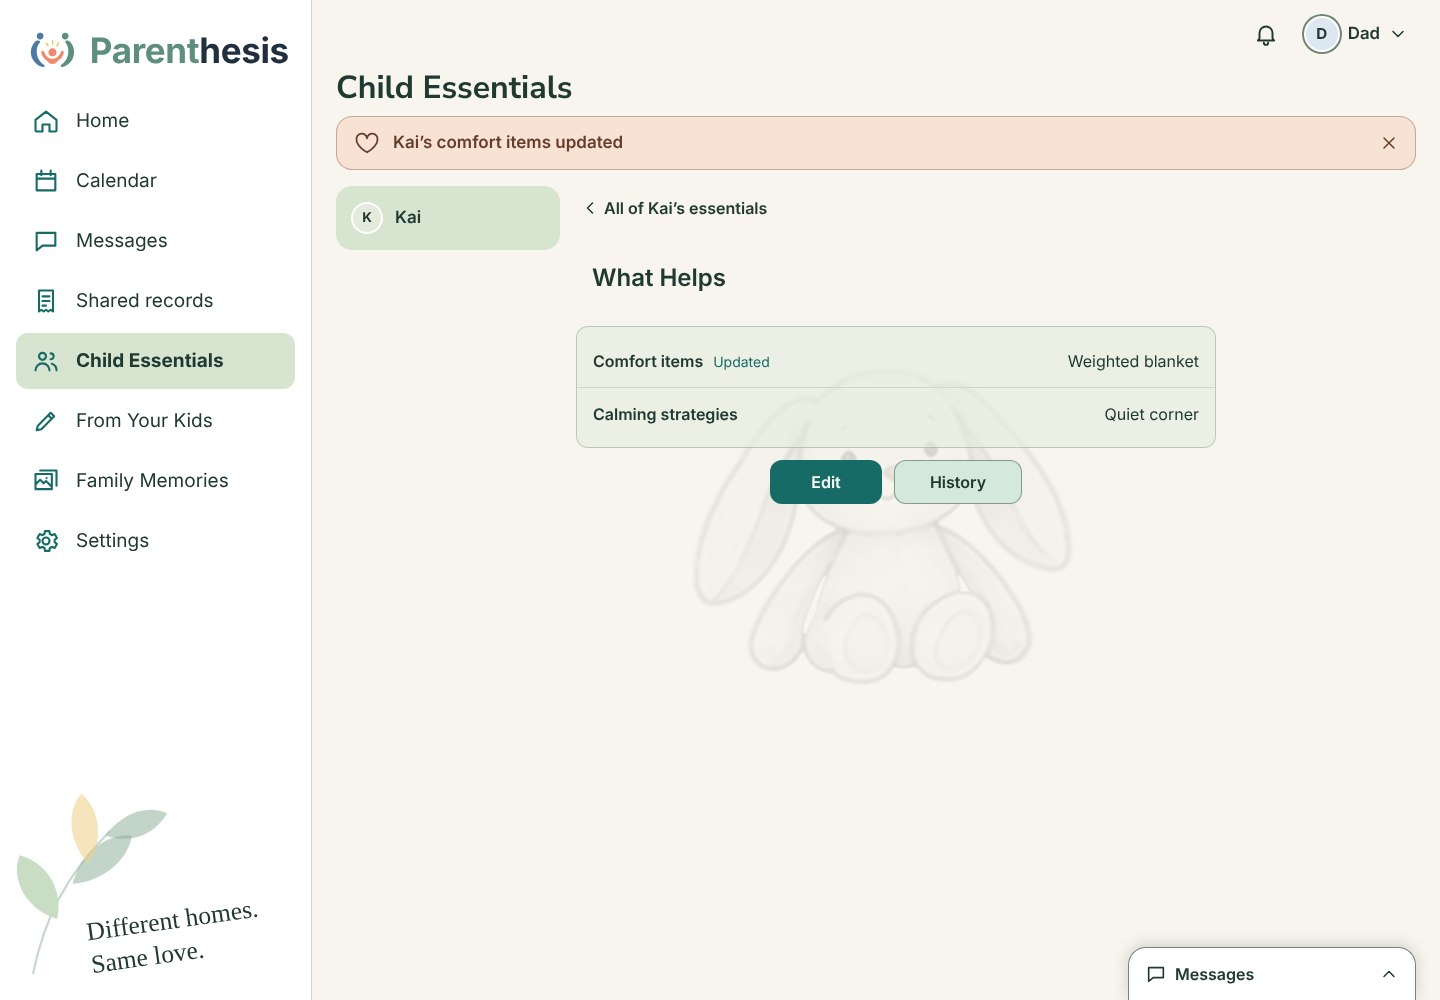 Parenthesis
D Dad
Home
Calendar
Messages
Shared records
Child Essentials
From Your Kids
Family Memories
Settings
Different homes.
Same love.
Child Essentials
Kai’s comfort items updated
K Kai
All of Kai’s essentials
What Helps
Comfort items Updated Weighted blanket
Calming strategies Quiet corner
Edit History
Messages